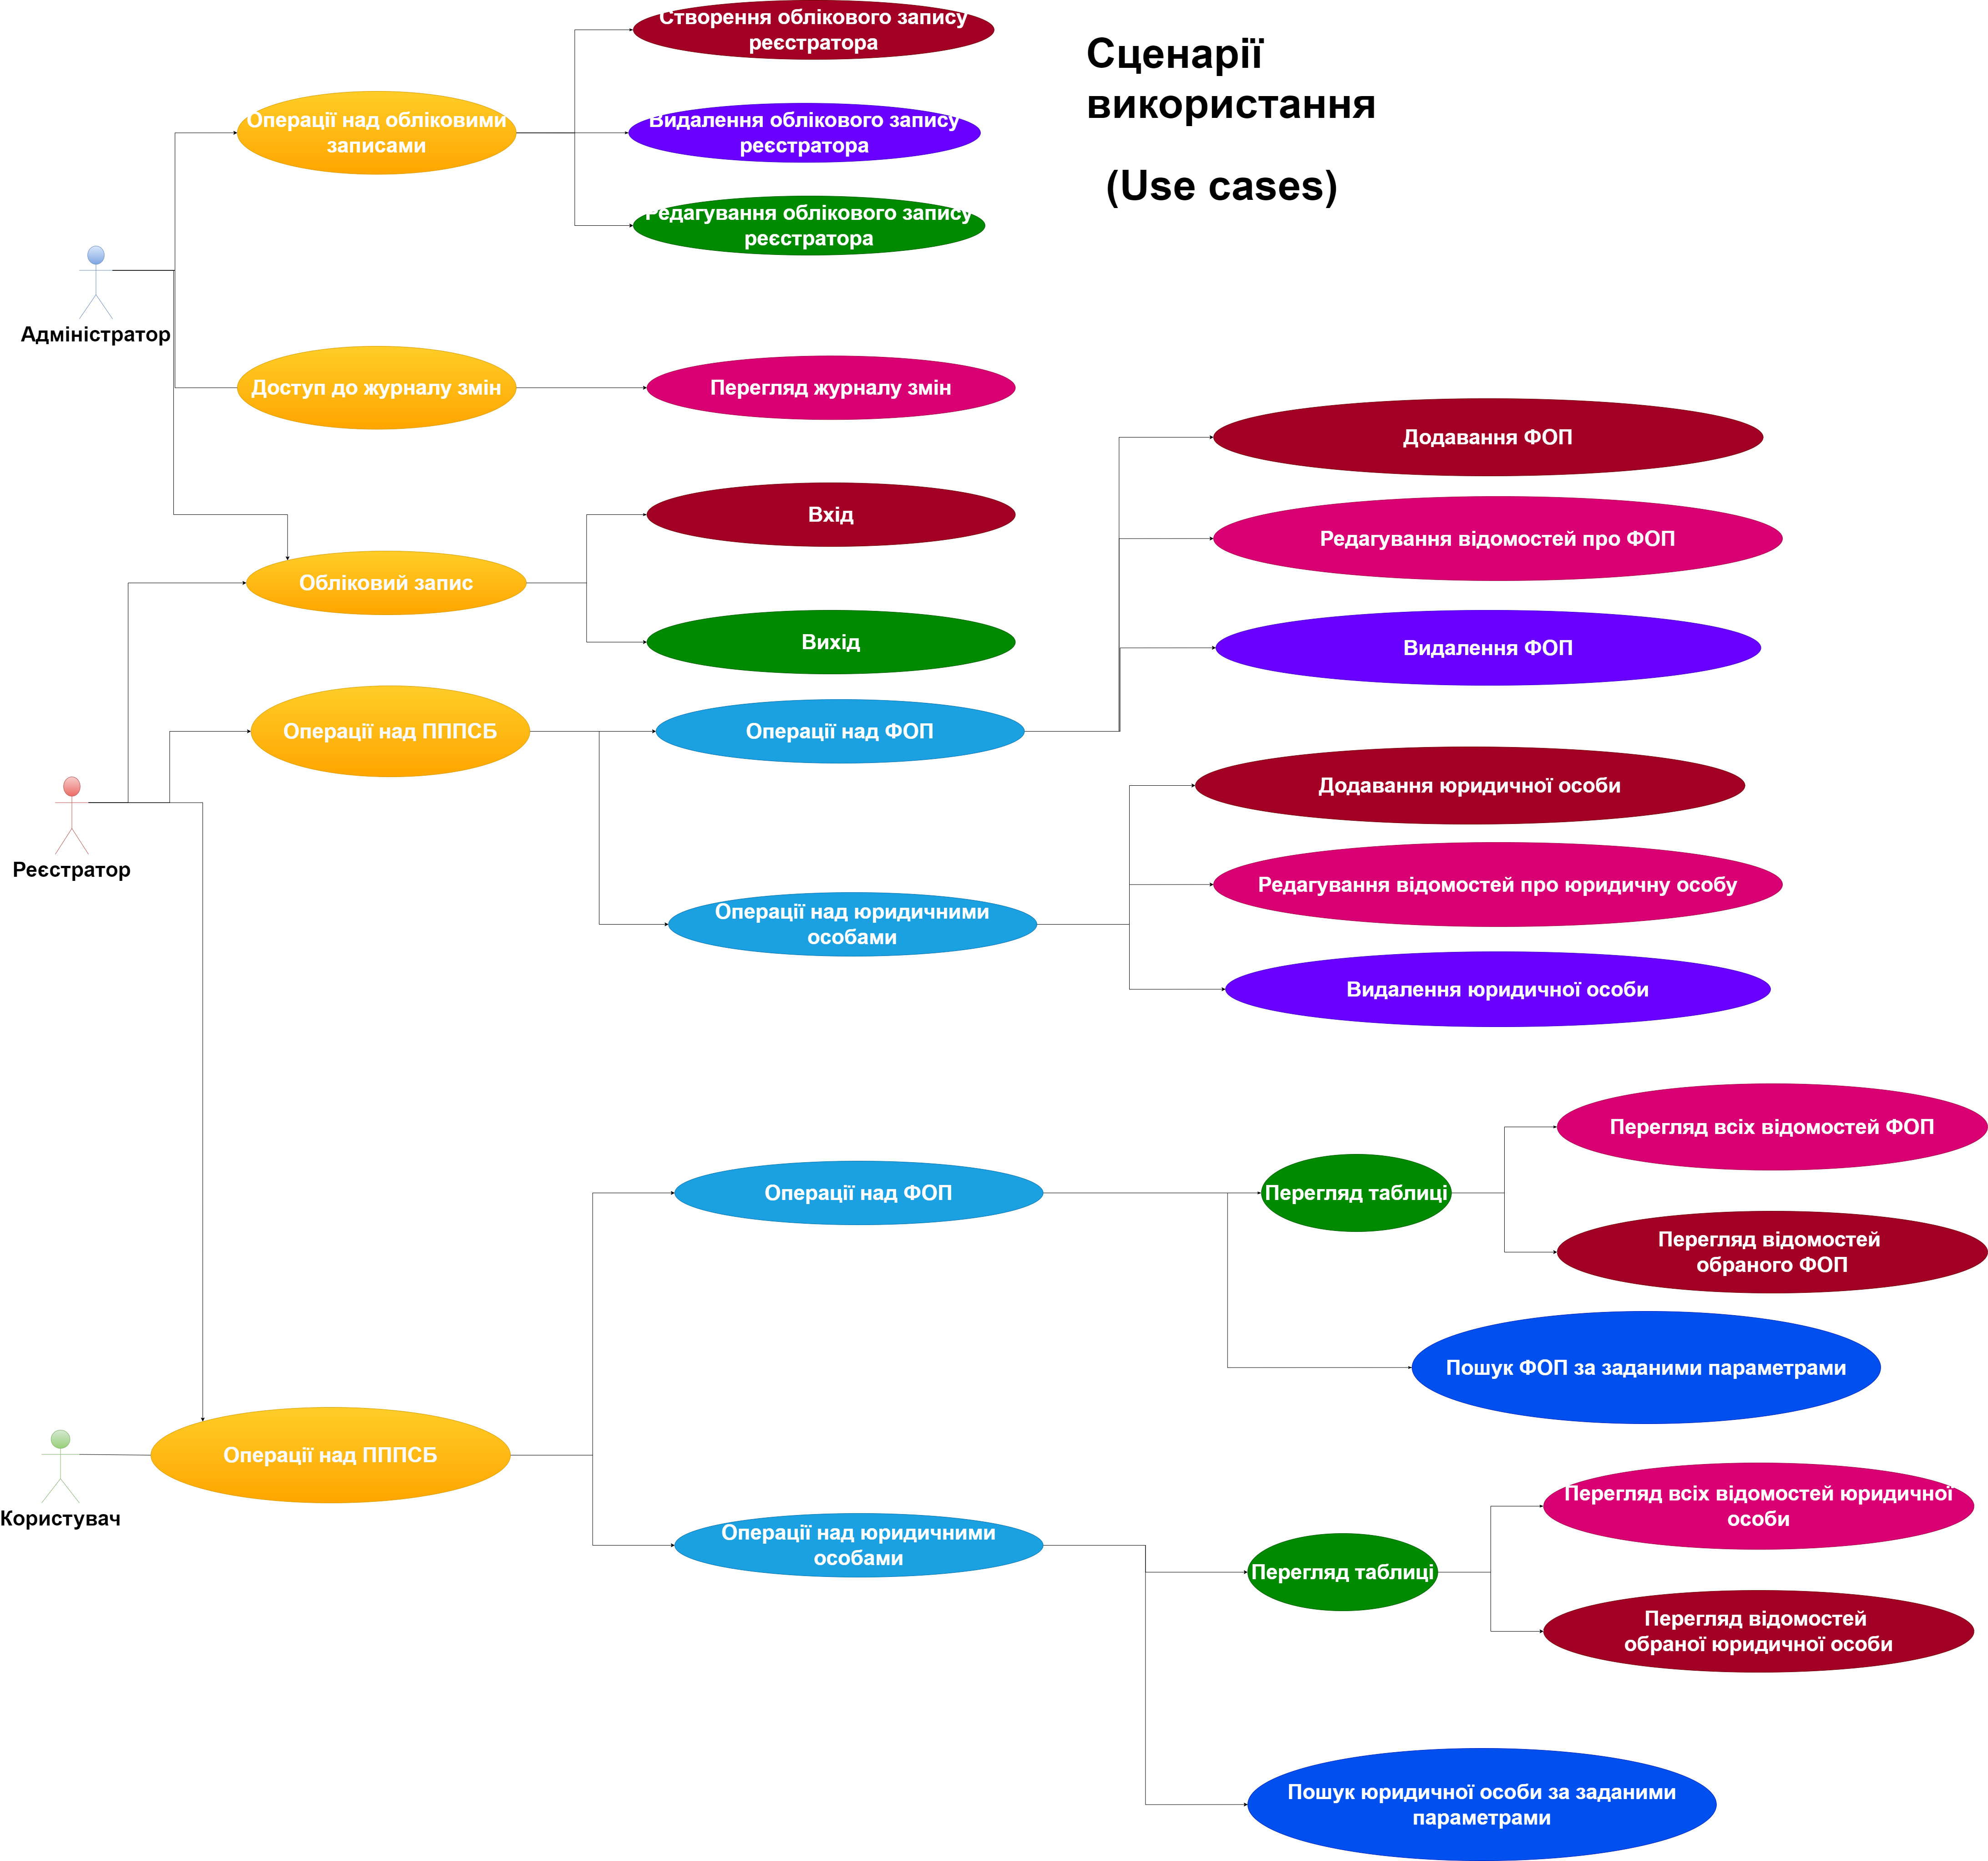 Сценарії
використання
(Use cases)
Створення облікового запису
реєстратора
Операції над обліковими
записами
Видалення облікового запису
реєстратора
Редагування облікового запису
реєстратора
Адміністратор
Доступ до журналу змін
Перегляд журналу змін
Додавання ФОП
Вхід
Редагування відомостей про ФОП
Обліковий запис
Вихід
Видалення ФОП
Операції над ПППСБ
Операції над ФОП
Додавання юридичної особи
Реєстратор
Редагування відомостей про юридичну особу
Операції над юридичними
особами
Видалення юридичної особи
Перегляд всіх відомостей ФОП
Операції над ФОП
Перегляд таблиці
Перегляд відомостей
обраного ФОП
Пошук ФОП за заданими параметрами
Операції над ПППСБ
Користувач
Перегляд всіх відомостей юридичної
особи
Операції над юридичними
особами
Перегляд таблиці
Перегляд відомостей
обраної юридичної особи
Пошук юридичної особи за заданими
параметрами